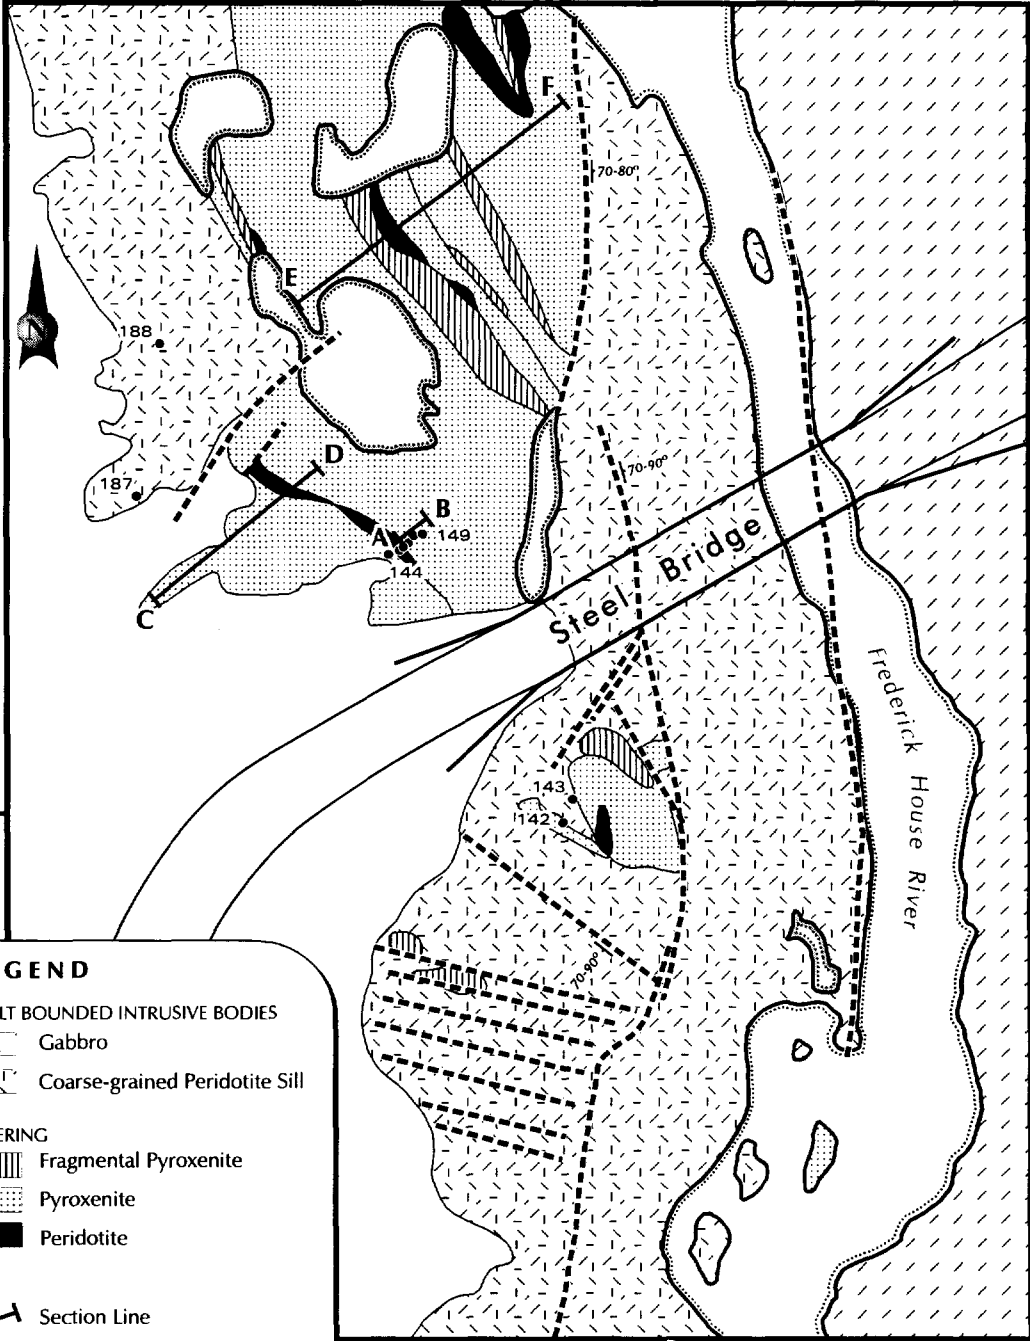 F
70-80°
E
188
D
70-90°
187
B
A
149
144
C
Steel Bridge
Frederick House River
143
142
70-90°
GEND
LT BOUNDED INTRUSIVE BODIES
Gabbro
Coarse-grained Peridotite Sill
ERING
Fragmental Pyroxenite
Pyroxenite
Peridotite
Section Line